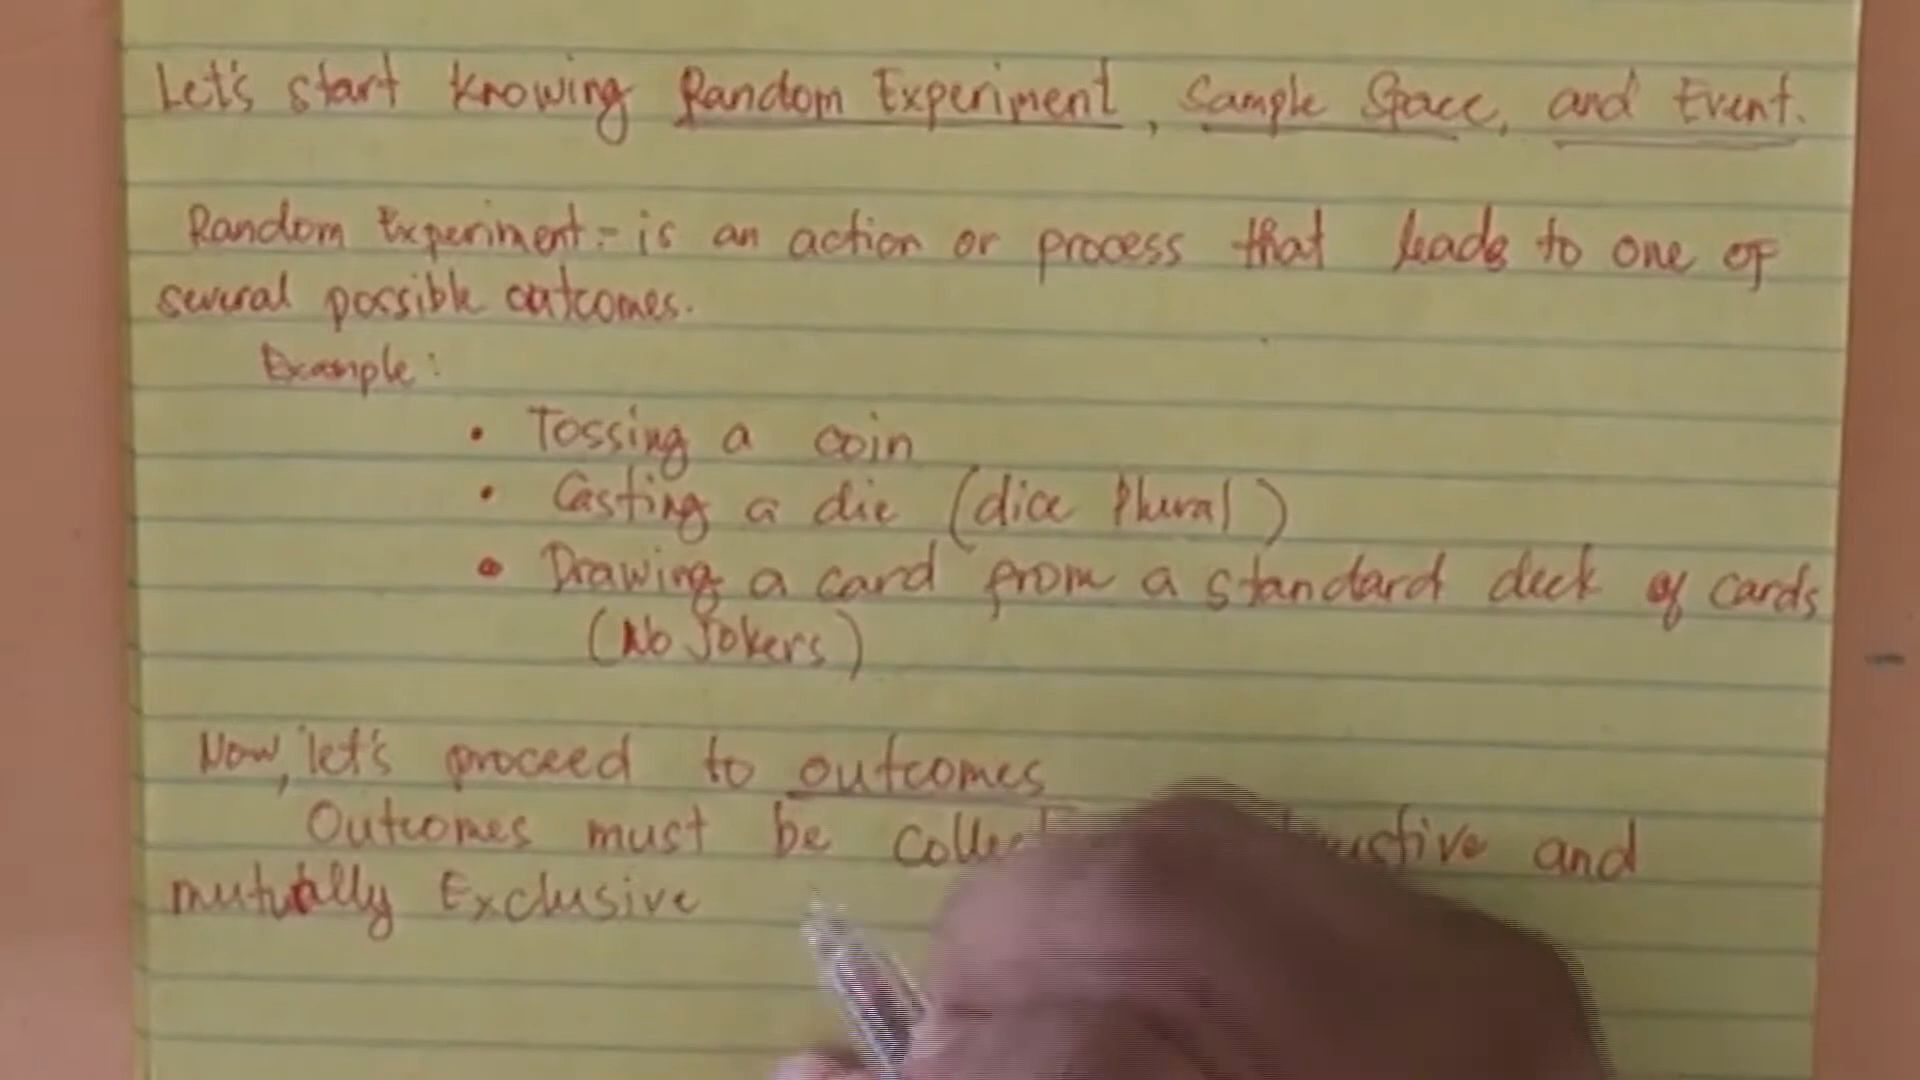 Let's start knowing Random Experiment, Sample Space, and Event.
Random Experiment:- is an action or process that leads to one of
several possible outcomes.
Example:
• Tossing a coin
• Casting a die (dice Plural)
• Drawing a card from a standard deck of cards
(No Jokers)
Now, let's proceed to outcomes
Outcomes must be and
mutually Exclusive